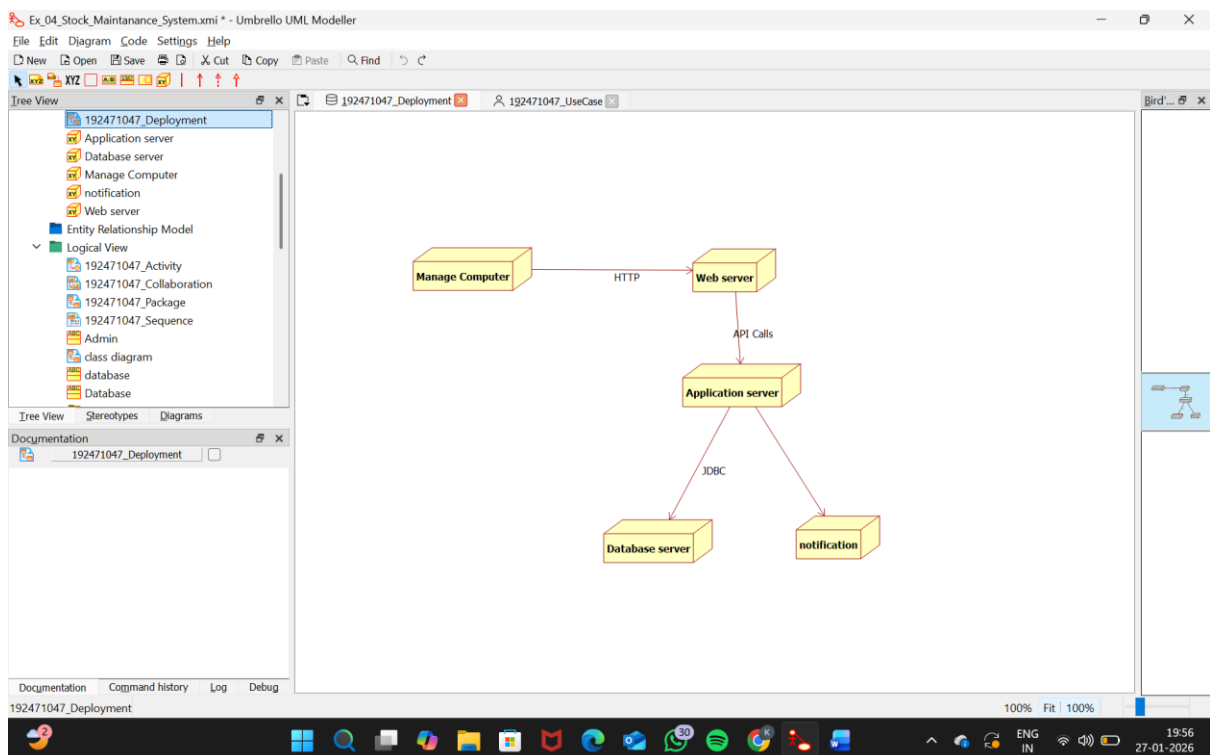 Ex_04_Stock_Maintanance_System.xmi * - Umbrello UML Modeller
File Edit Diagram Code Settings Help
New Open Save Cut Copy Paste Find
XYZ
Tree View
192471047_Deployment
192471047_UseCase
Bird'...
192471047_Deployment
Application server
Database server
Manage Computer
notification
Web server
Entity Relationship Model
Logical View
192471047_Activity
192471047_Collaboration
192471047_Package
192471047_Sequence
Admin
class diagram
database
Database
Tree View Stereotypes Diagrams
Documentation
192471047_Deployment
Manage Computer
HTTP
Web server
API Calls
Application server
JDBC
Database server
notification
Documentation Command history Log Debug
192471047_Deployment
100% Fit 100%
2
30
K
ENG
IN
19:56
27-01-2026